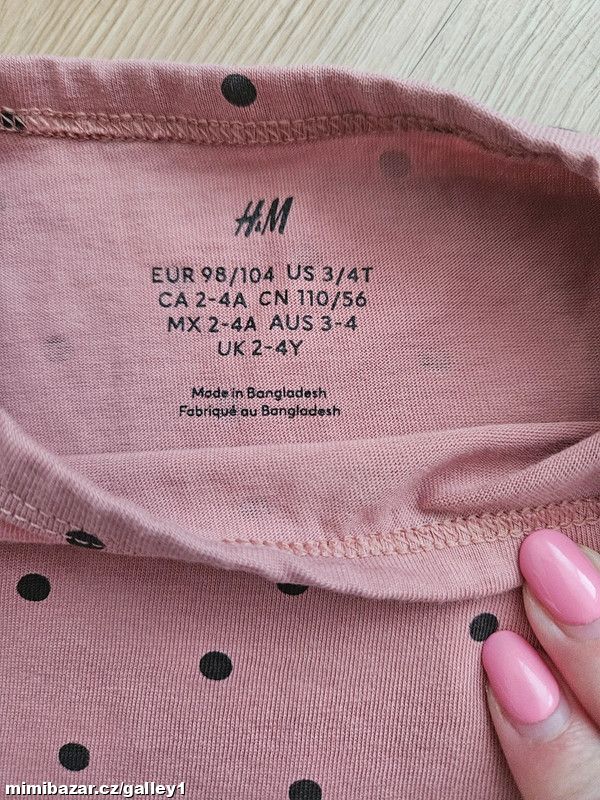 H&M
EUR 98/104 US 3/4T
CA 2-4A CN 110/56
MX 2-4A AUS 3-4
UK 2-4Y
Made in Bangladesh
Fabriqué au Bangladesh
mimibazar.cz/galley1